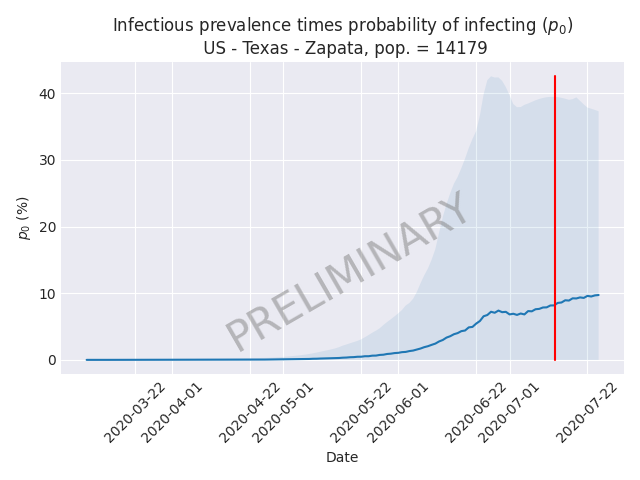 Infectious prevalence times probability of infecting (p₀)
US - Texas - Zapata, pop. = 14179
40
30
20
10
0
p₀ (%)
PRELIMINARY
2020-03-22
2020-04-01
2020-04-22
2020-05-01
2020-05-22
2020-06-01
2020-06-22
2020-07-01
2020-07-22
Date